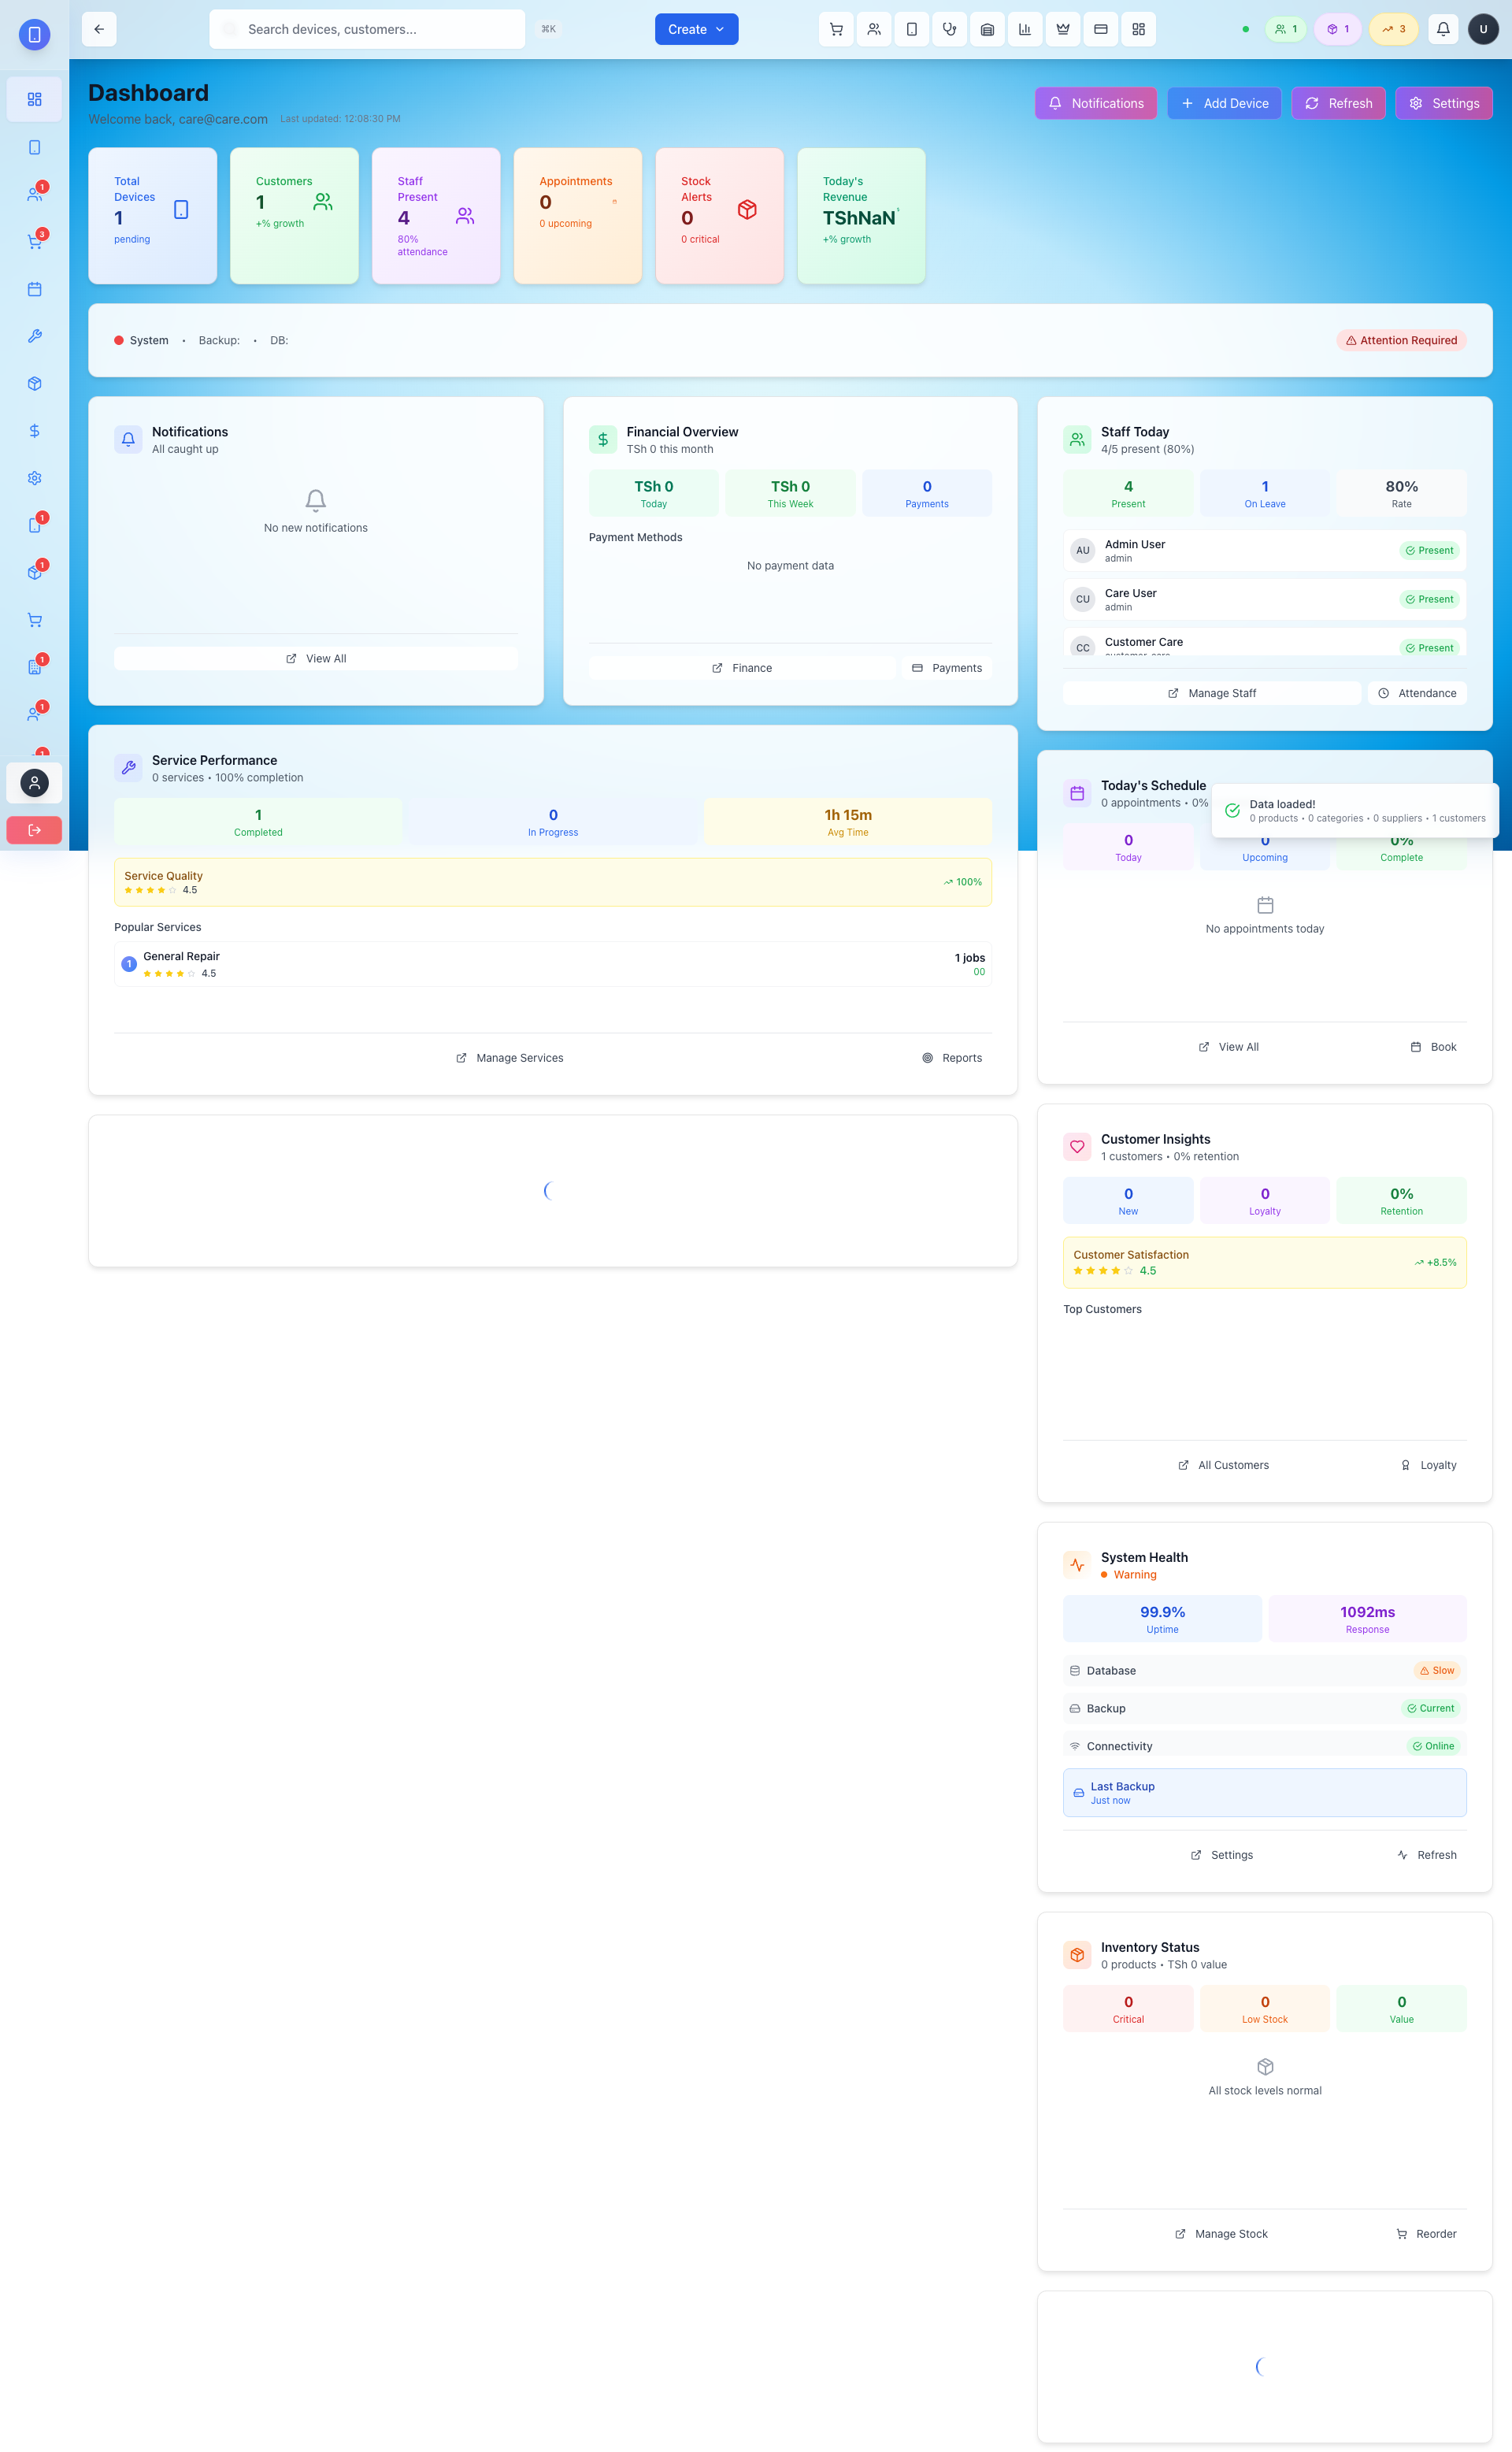 Search devices, customers...
⌘K
Create
1
1
3
U
Dashboard
Welcome back, care@care.com
Last updated: 12:08:30 PM
Notifications
Add Device
Refresh
Settings
1
3
1
1
1
1
Total
Devices
1
pending
Customers
1
+% growth
Staff
Present
4
80%
attendance
Appointments
0
0 upcoming
Stock
Alerts
0
0 critical
Today's
Revenue
TShNaN
+% growth
System • Backup: • DB:
Attention Required
Notifications
All caught up
No new notifications
View All
Financial Overview
TSh 0 this month
TSh 0
Today
TSh 0
This Week
0
Payments
Payment Methods
No payment data
Finance
Payments
Staff Today
4/5 present (80%)
4
Present
1
On Leave
80%
Rate
AU
Admin User
admin
Present
CU
Care User
admin
Present
CC
Customer Care
customer_care
Present
Manage Staff
Attendance
Service Performance
0 services • 100% completion
1
Completed
0
In Progress
1h 15m
Avg Time
Service Quality
4.5
100%
Popular Services
1
General Repair
4.5
1 jobs
00
Manage Services
Reports
Today's Schedule
0 appointments • 0%
Data loaded!
0 products • 0 categories • 0 suppliers • 1 customers
0
Today
0
Upcoming
0%
Complete
No appointments today
View All
Book
Customer Insights
1 customers • 0% retention
0
New
0
Loyalty
0%
Retention
Customer Satisfaction
4.5
+8.5%
Top Customers
All Customers
Loyalty
System Health
Warning
99.9%
Uptime
1092ms
Response
Database
Slow
Backup
Current
Connectivity
Online
Last Backup
Just now
Settings
Refresh
Inventory Status
0 products • TSh 0 value
0
Critical
0
Low Stock
0
Value
All stock levels normal
Manage Stock
Reorder